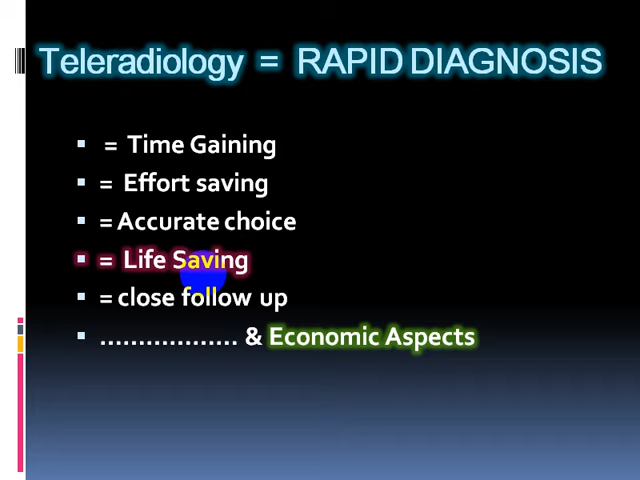 Teleradiology = RAPID DIAGNOSIS
▪ = Time Gaining
▪ = Effort saving
▪ = Accurate choice
▪ = Life Saving
▪ = close follow up
▪ .................. & Economic Aspects